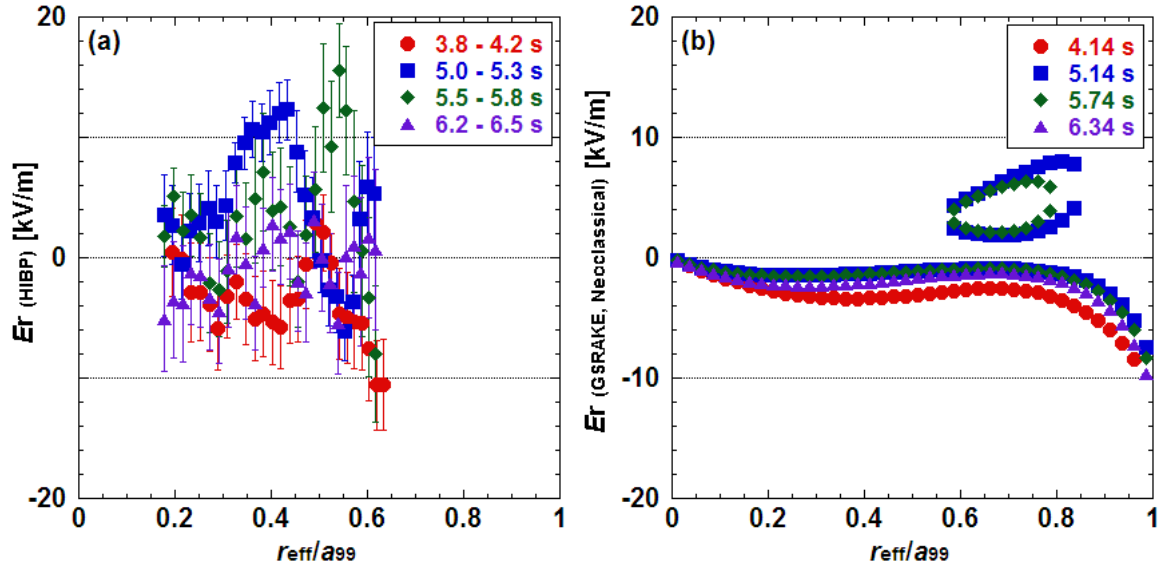 (a)
3.8 - 4.2 s
5.0 - 5.3 s
5.5 - 5.8 s
6.2 - 6.5 s
Er (HIBP) [kV/m]
20
10
0
-10
-20
0 0.2 0.4 0.6 0.8 1
reff/a99
(b)
4.14 s
5.14 s
5.74 s
6.34 s
Er (GSRAKE, Neoclassical) [kV/m]
20
10
0
-10
-20
0 0.2 0.4 0.6 0.8 1
reff/a99